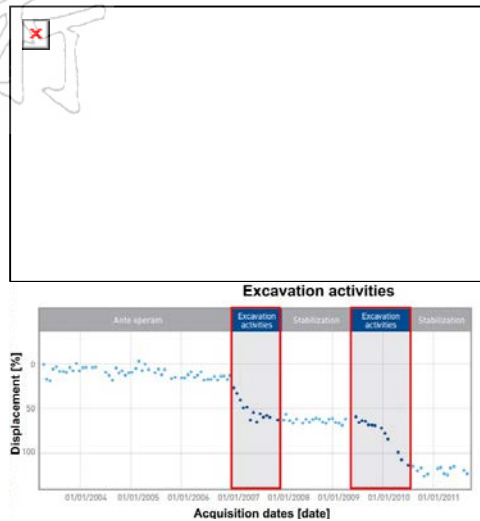 行
Excavation activities
Ante operam
Excavation
activities
Stabilization
Excavation
activities
Stabilization
Displacement [%]
0
50
100
01/01/2004 01/01/2005 01/01/2006 01/01/2007 01/01/2008 01/01/2009 01/01/2010 01/01/2011
Acquisition dates [date]